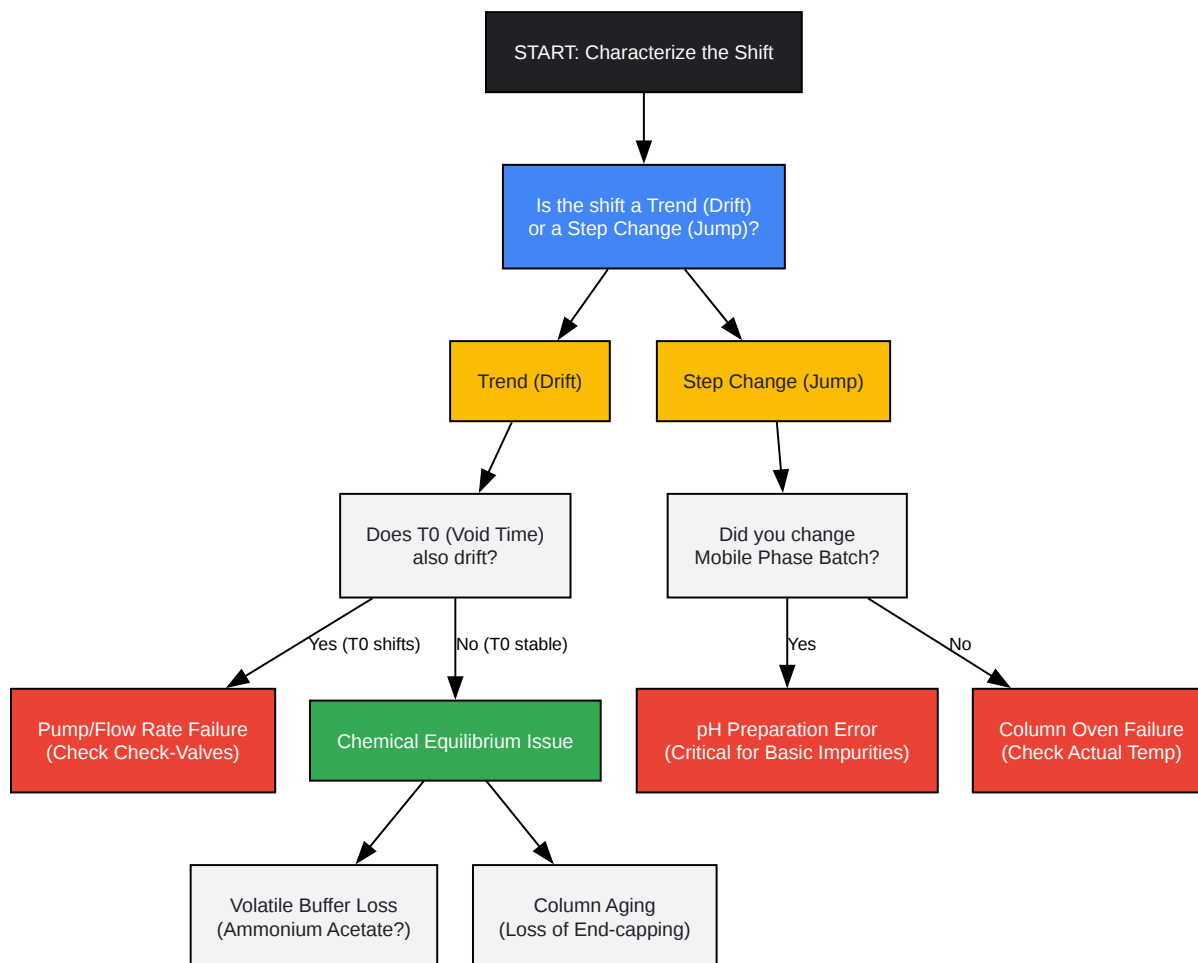 START: Characterize the Shift
Is the shift a Trend (Drift)
or a Step Change (Jump)?
Trend (Drift)
Step Change (Jump)
Does T0 (Void Time)
also drift?
Did you change
Mobile Phase Batch?
Yes (T0 shifts)
No (T0 stable)
Yes
No
Pump/Flow Rate Failure
(Check Check-Valves)
Chemical Equilibrium Issue
pH Preparation Error
(Critical for Basic Impurities)
Column Oven Failure
(Check Actual Temp)
Volatile Buffer Loss
(Ammonium Acetate?)
Column Aging
(Loss of End-capping)